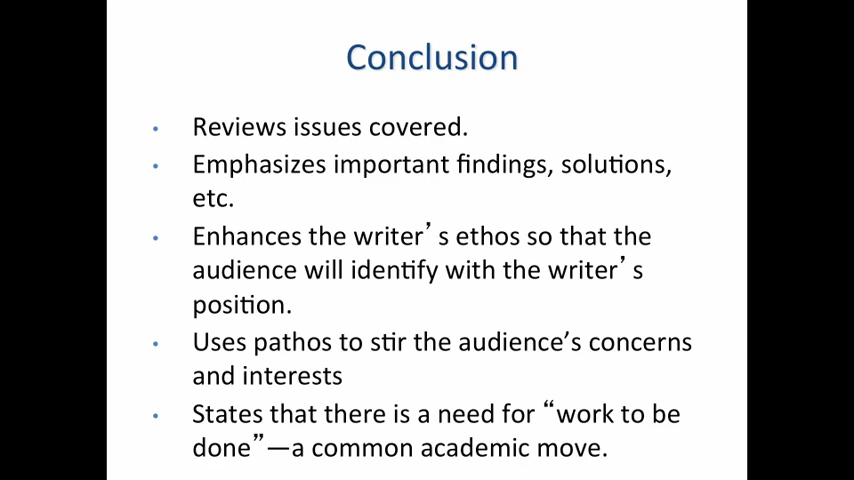 Conclusion
• Reviews issues covered.
• Emphasizes important findings, solutions,
etc.
• Enhances the writer’s ethos so that the
audience will identify with the writer’s
position.
• Uses pathos to stir the audience’s concerns
and interests
• States that there is a need for “work to be
done”—a common academic move.